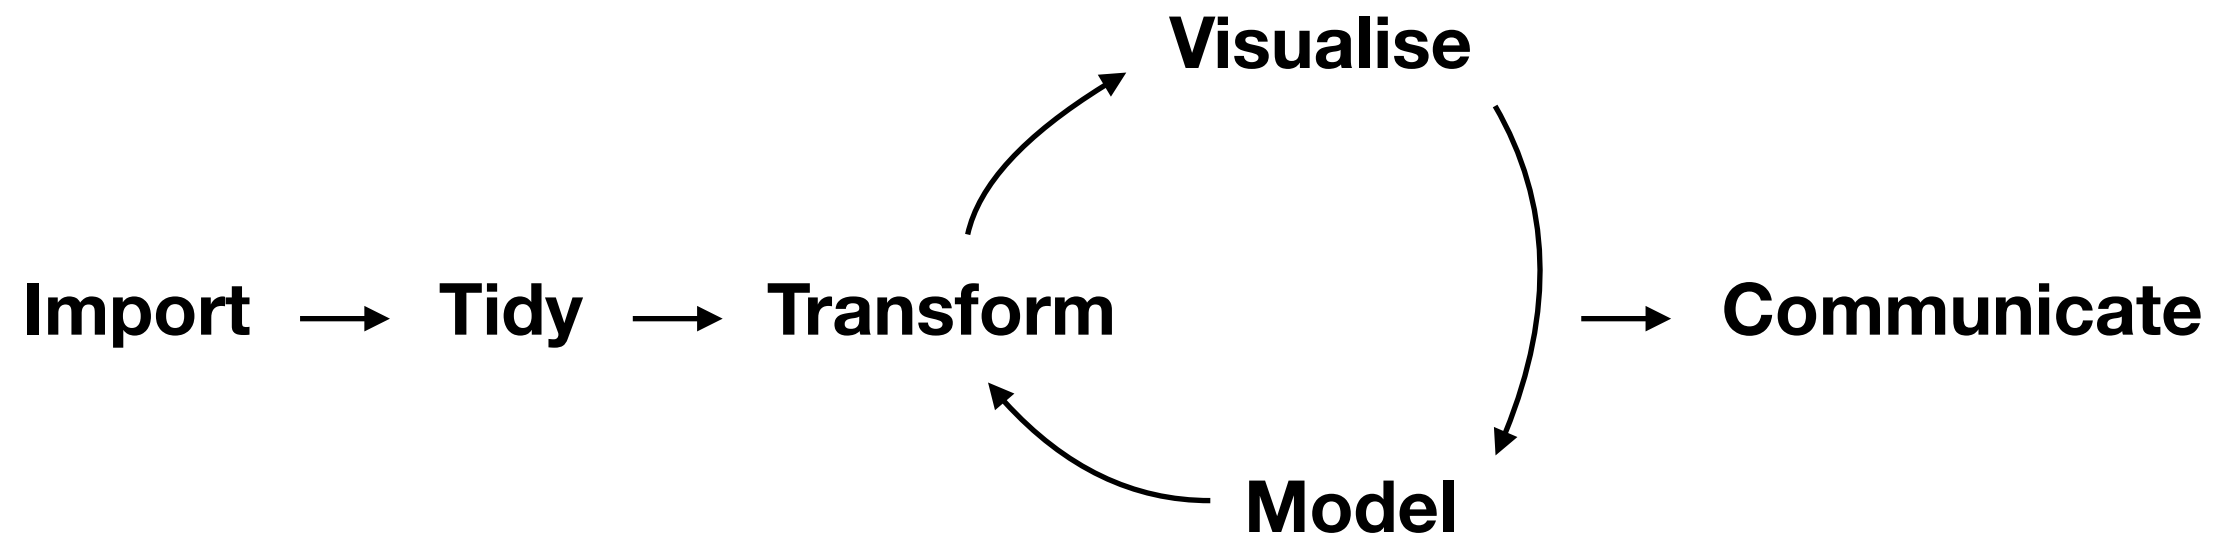 Visualise
Import
Tidy
Transform
Communicate
Model